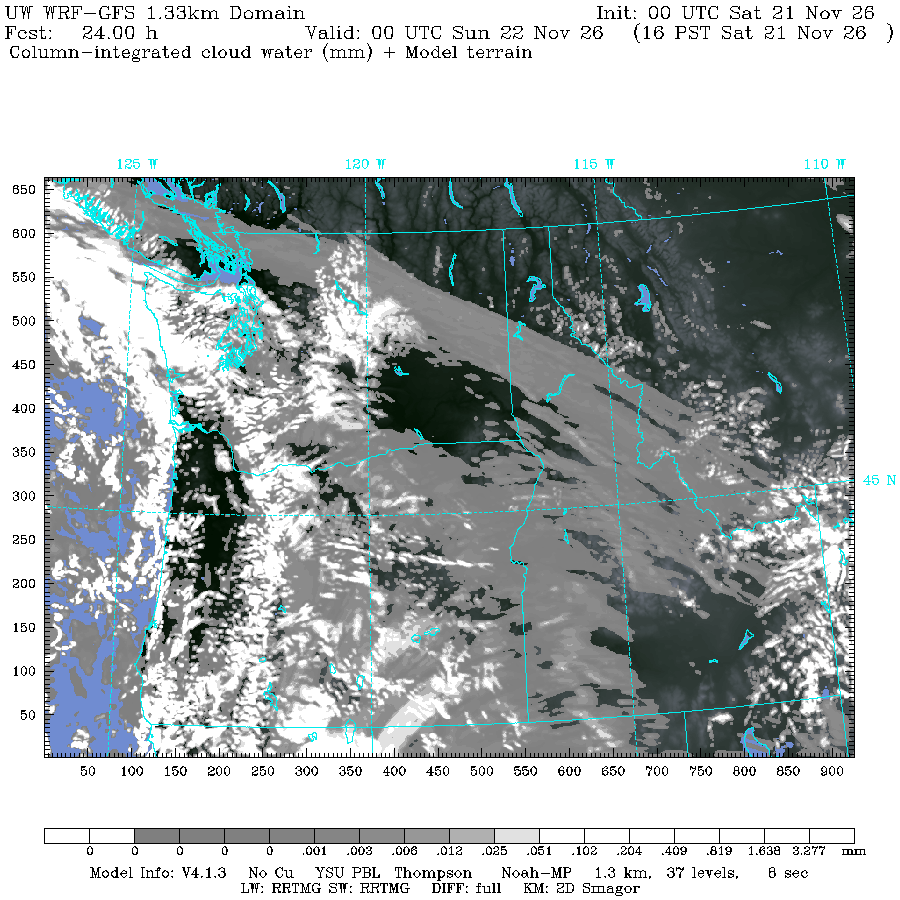 UW WRF-GFS 1.33km Domain Init: 00 UTC Sat 21 Nov 26
Fcst: 24.00 h Valid: 00 UTC Sun 22 Nov 26 (16 PST Sat 21 Nov 26 )
Column-integrated cloud water (mm) + Model terrain
125 W 120 W 115 W 110 W
650
600
550
500
450
400
350
300
250
200
150
100
50
45 N
50 100 150 200 250 300 350 400 450 500 550 600 650 700 750 800 850 900
0 0 0 0 0 .001 .003 .006 .012 .025 .051 .102 .204 .409 .819 1.638 3.277 mm
Model Info: V4.1.3 No Cu YSU PBL Thompson Noah-MP 1.3 km, 37 levels, 8 sec
LW: RRTMG SW: RRTMG DIFF: full KM: 2D Smagor